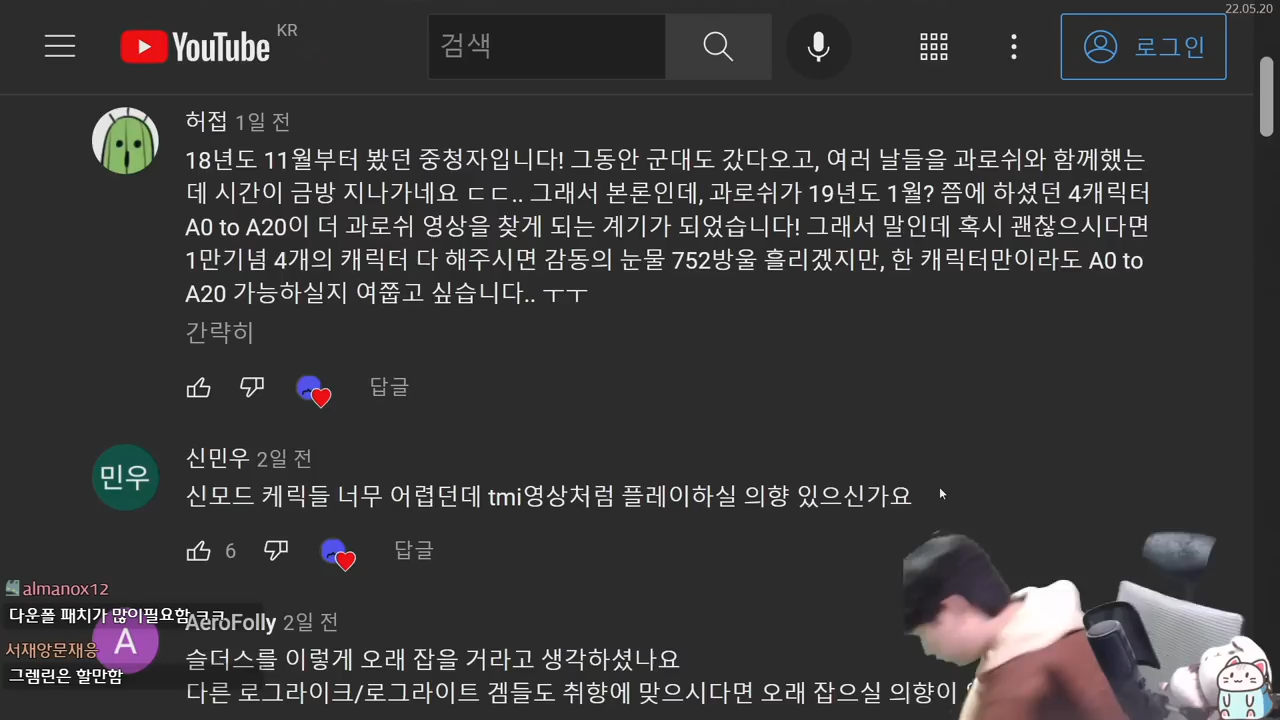 22.05.20
YouTube KR
검색
로그인
허접 1일 전
18년도 11월부터 봤던 중청자입니다! 그동안 군대도 갔다오고, 여러 날들을 과로쉬와 함께했는
데 시간이 금방 지나가네요 ㄷㄷ.. 그래서 본론인데, 과로쉬가 19년도 1월? 쯤에 하셨던 4캐릭터
A0 to A20이 더 과로쉬 영상을 찾게 되는 계기가 되었습니다! 그래서 말인데 혹시 괜찮으시다면
1만기념 4개의 캐릭터 다 해주시면 감동의 눈물 752방울 흘리겠지만, 한 캐릭터만이라도 A0 to
A20 가능하실지 여쭙고 싶습니다.. ㅜㅜ
간략히
답글
민우
신민우 2일 전
신모드 케릭들 너무 어렵던데 tmi영상처럼 플레이하실 의향 있으신가요
6
답글
almanox12
다운폴 패치가 많이필요함 ㅋㅋ
A
AeroFolly 2일 전
서재앙문재응
그렘린은 할만함
슬더스를 이렇게 오래 잡을 거라고 생각하셨나요
다른 로그라이크/로그라이트 겜들도 취향에 맞으시다면 오래 잡으실 의향이